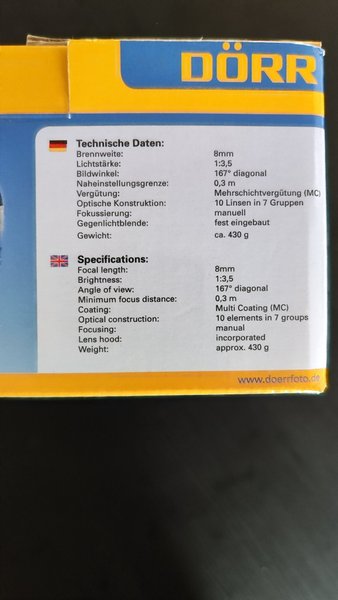 DÖRR
Technische Daten:
Brennweite: 8mm
Lichtstärke: 1:3,5
Bildwinkel: 167° diagonal
Naheinstellungsgrenze: 0,3 m
Vergütung: Mehrschichtvergütung (MC)
Optische Konstruktion: 10 Linsen in 7 Gruppen
Fokussierung: manuell
Gegenlichtblende: fest eingebaut
Gewicht: ca. 430 g
Specifications:
Focal length: 8mm
Brightness: 1:3,5
Angle of view: 167° diagonal
Minimum focus distance: 0,3 m
Coating: Multi Coating (MC)
Optical construction: 10 elements in 7 groups
Focusing: manual
Lens hood: incorporated
Weight: approx. 430 g
www.doerrfoto.de